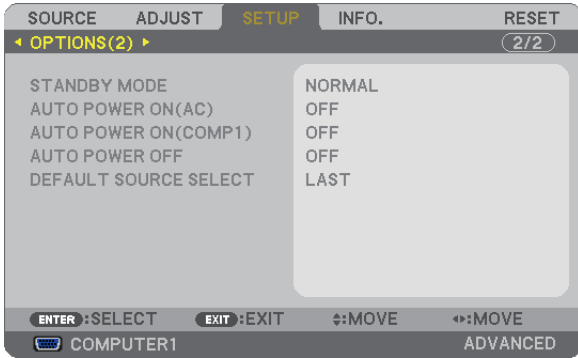 SOURCE ADJUST SETUP INFO. RESET
OPTIONS(2) 2/2
STANDBY MODE NORMAL
AUTO POWER ON(AC) OFF
AUTO POWER ON(COMP1) OFF
AUTO POWER OFF OFF
DEFAULT SOURCE SELECT LAST
ENTER :SELECT EXIT :EXIT :MOVE :MOVE
COMPUTER1 ADVANCED